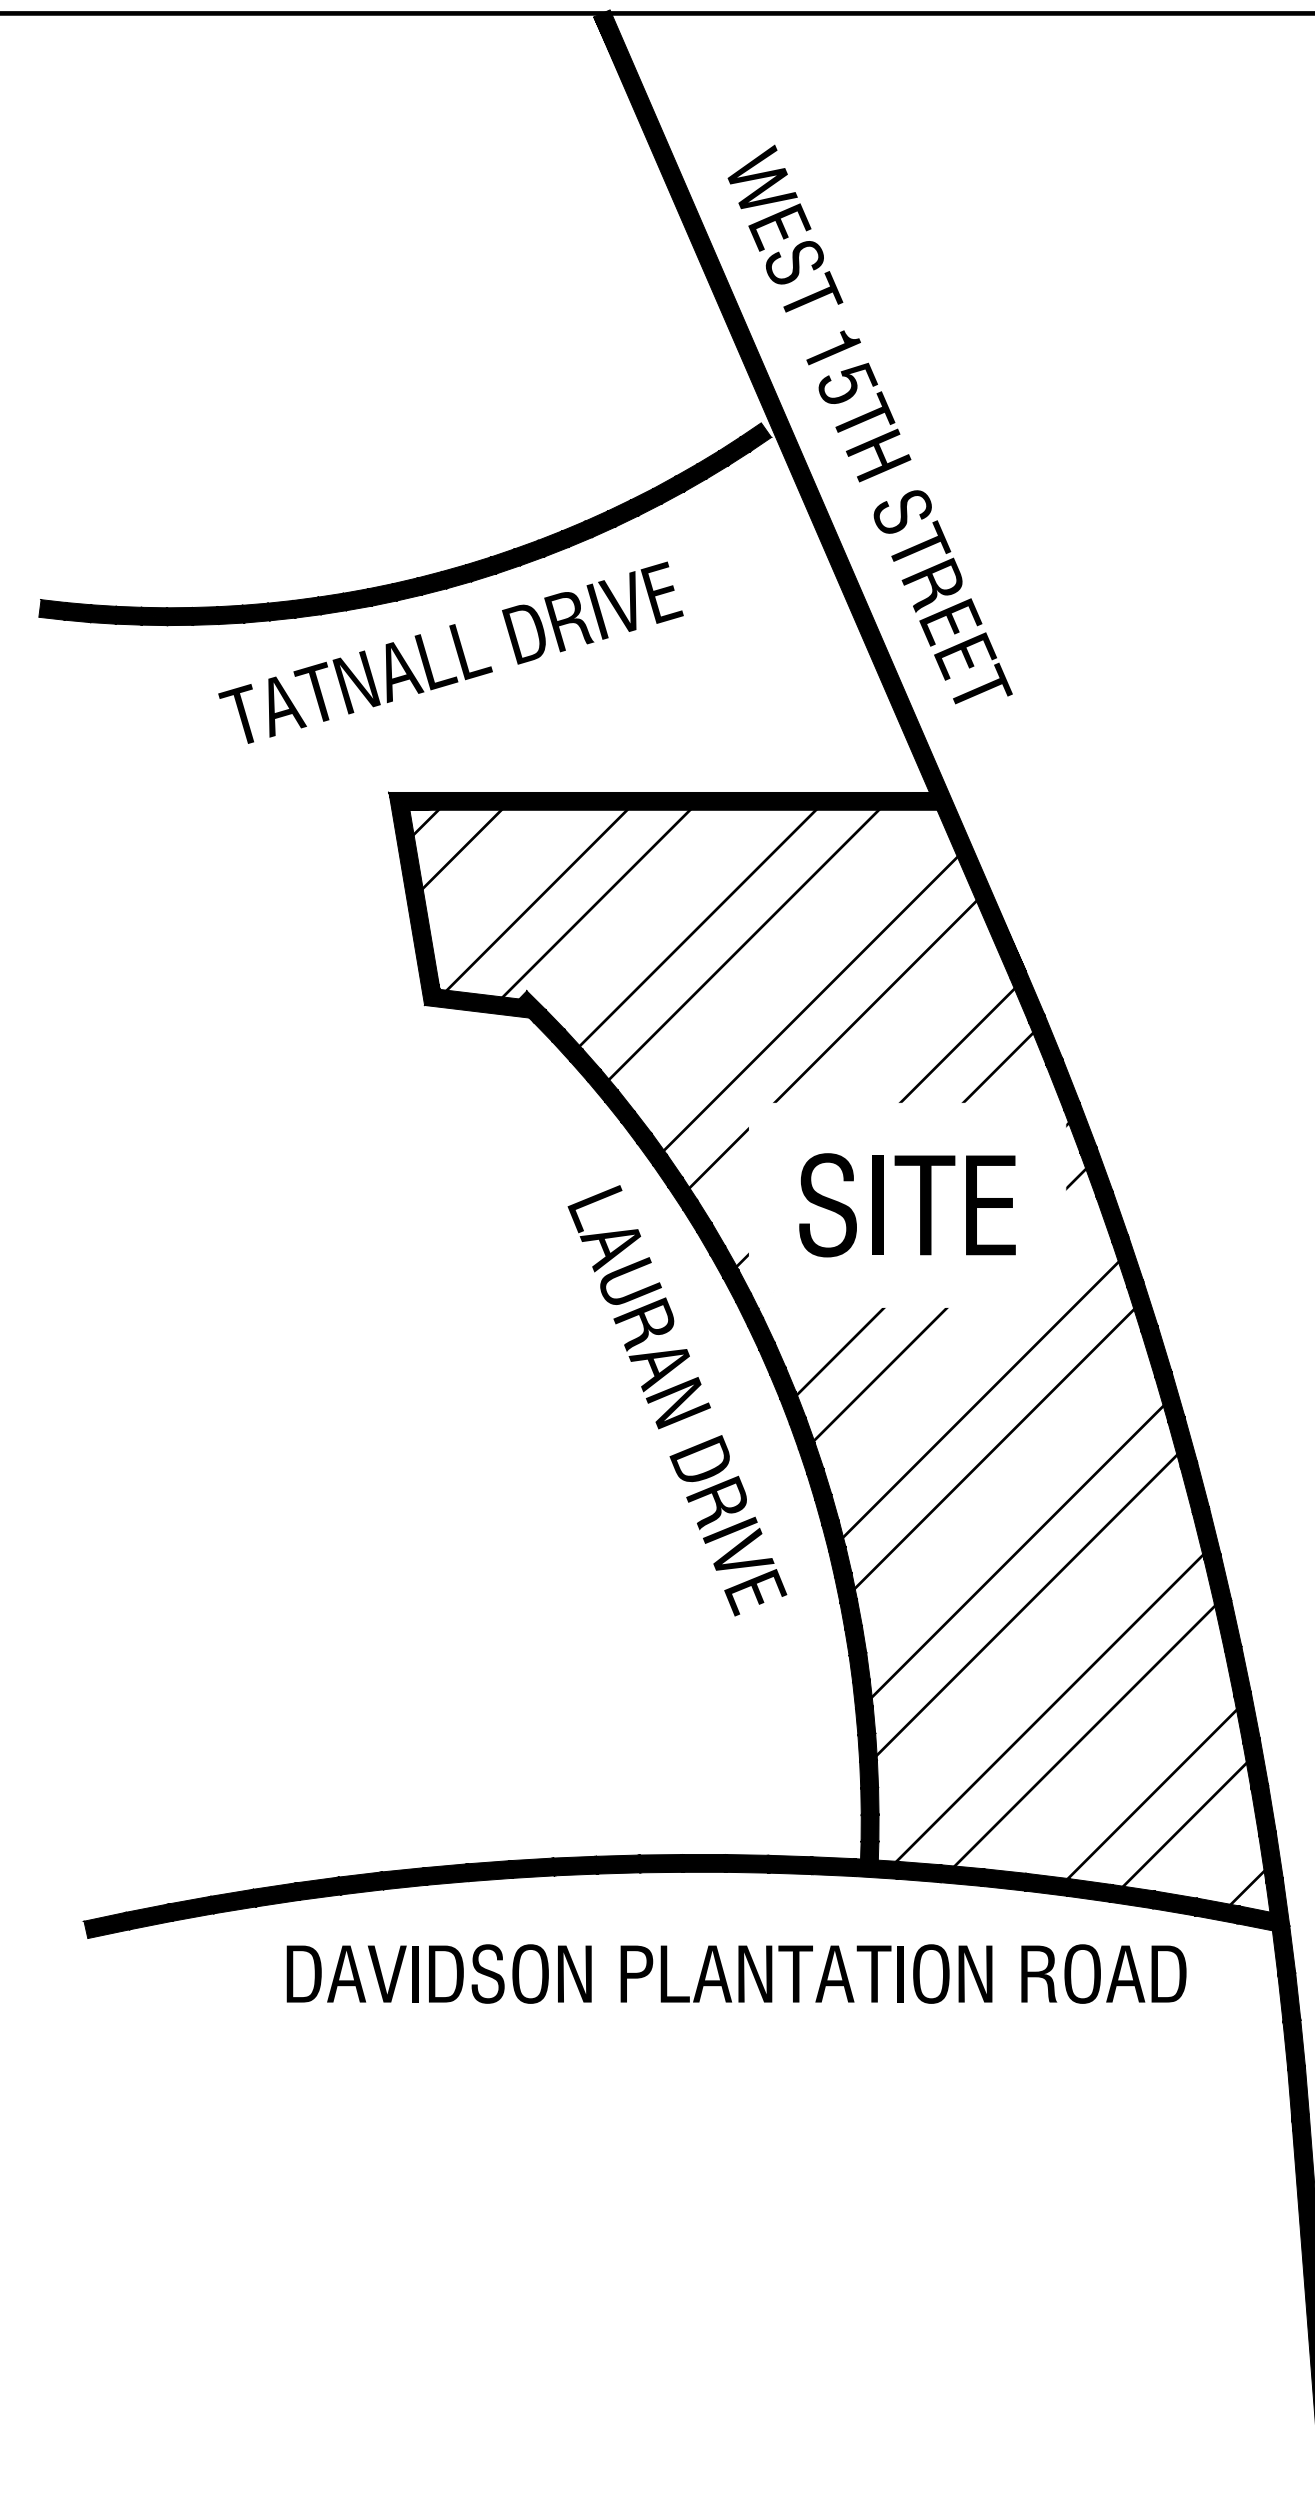 WEST 15TH STREET
TATNALL DRIVE
SITE
LAURAN DRIVE
DAVIDSON PLANTATION ROAD